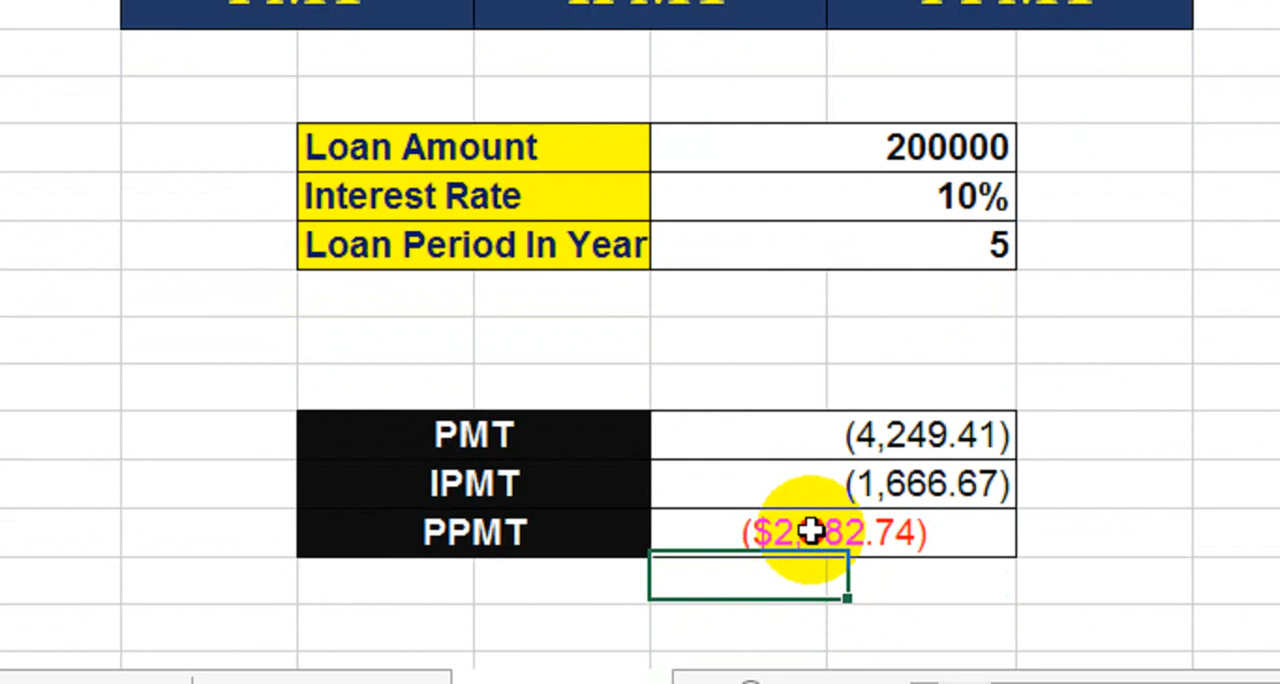 Loan Amount 200000
Interest Rate 10%
Loan Period In Year 5
PMT (4,249.41)
IPMT (1,666.67)
PPMT